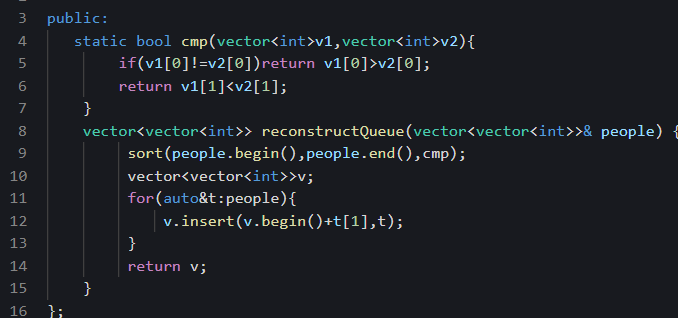 3 public:
4 static bool cmp(vector<int>v1,vector<int>v2){
5 if(v1[0]!=v2[0])return v1[0]>v2[0];
6 return v1[1]<v2[1];
7 }
8 vector<vector<int>> reconstructQueue(vector<vector<int>>& people) {
9 sort(people.begin(),people.end(),cmp);
10 vector<vector<int>>v;
11 for(auto&t:people){
12 v.insert(v.begin()+t[1],t);
13 }
14 return v;
15 }
16 };